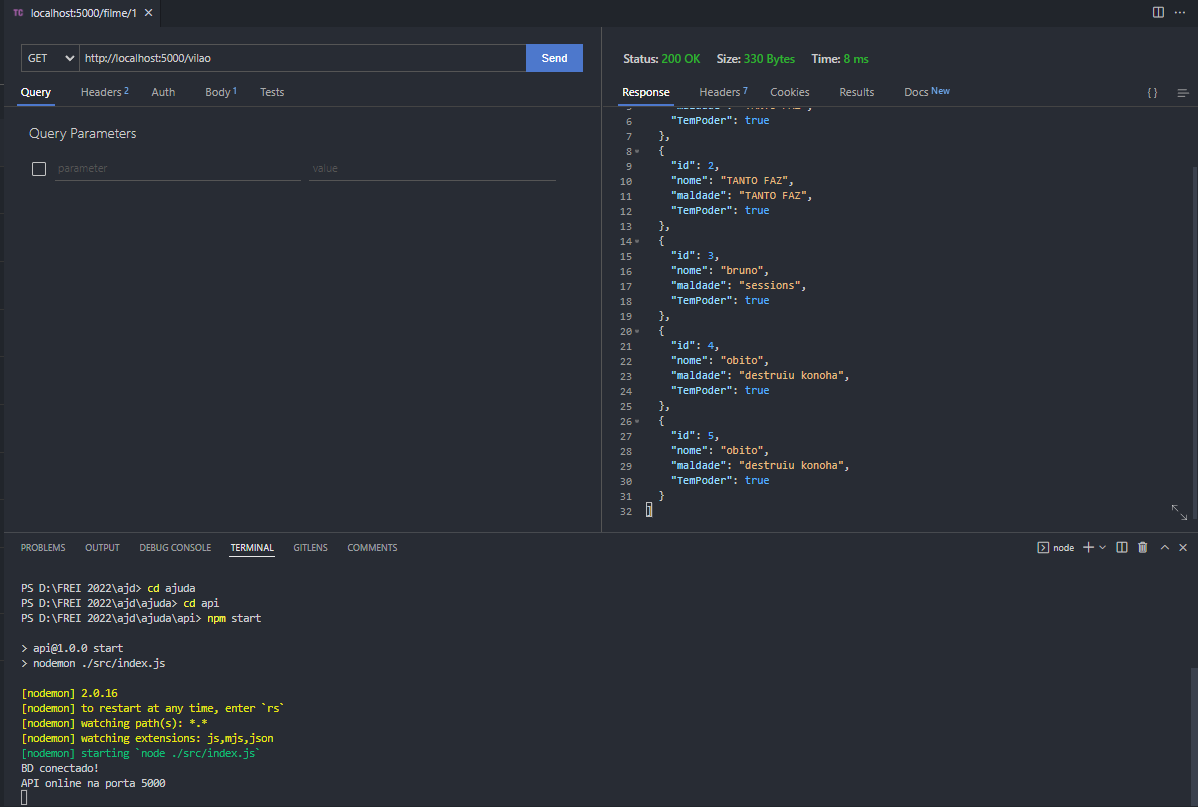 TC localhost:5000/filme/1
GET http://localhost:5000/vilao Send
Query Headers 2 Auth Body 1 Tests
Query Parameters
parameter value
Status: 200 OK Size: 330 Bytes Time: 8 ms
Response Headers 7 Cookies Results Docs New {}
5 "maldade": "TANTO FAZ",
6 "TemPoder": true
7 },
8 {
9 "id": 2,
10 "nome": "TANTO FAZ",
11 "maldade": "TANTO FAZ",
12 "TemPoder": true
13 },
14 {
15 "id": 3,
16 "nome": "bruno",
17 "maldade": "sessions",
18 "TemPoder": true
19 },
20 {
21 "id": 4,
22 "nome": "obito",
23 "maldade": "destruiu konoha",
24 "TemPoder": true
25 },
26 {
27 "id": 5,
28 "nome": "obito",
29 "maldade": "destruiu konoha",
30 "TemPoder": true
31 }
32 ]
PROBLEMS OUTPUT DEBUG CONSOLE TERMINAL GITLENS COMMENTS node
PS D:\FREI 2022\ajd> cd ajuda
PS D:\FREI 2022\ajd\ajuda> cd api
PS D:\FREI 2022\ajd\ajuda\api> npm start
> api@1.0.0 start
> nodemon ./src/index.js
[nodemon] 2.0.16
[nodemon] to restart at any time, enter `rs`
[nodemon] watching path(s): *.*
[nodemon] watching extensions: js,mjs,json
[nodemon] starting `node ./src/index.js`
BD conectado!
API online na porta 5000